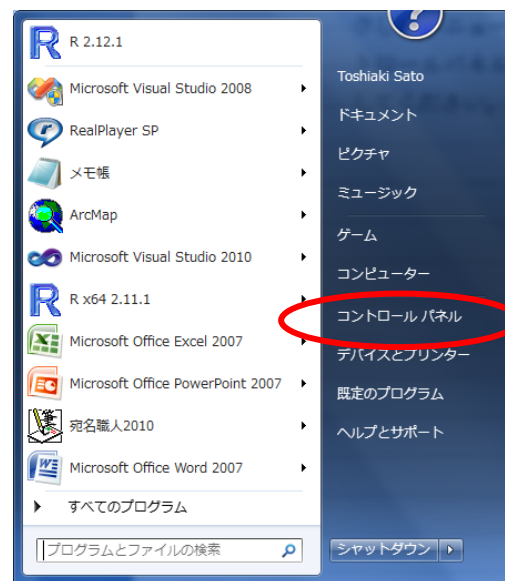 R 2.12.1
Microsoft Visual Studio 2008
RealPlayer SP
メモ帳
ArcMap
Microsoft Visual Studio 2010
R x64 2.11.1
Microsoft Office Excel 2007
Microsoft Office PowerPoint 2007
宛名職人2010
Microsoft Office Word 2007
すべてのプログラム
プログラムとファイルの検索
Toshiaki Sato
ドキュメント
ピクチャ
ミュージック
ゲーム
コンピューター
コントロール パネル
デバイスとプリンター
既定のプログラム
ヘルプとサポート
シャットダウン